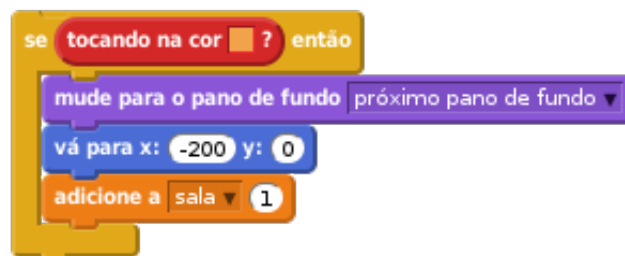 se tocando na cor ? então
mude para o pano de fundo próximo pano de fundo
vá para x: -200 y: 0
adicione a sala 1